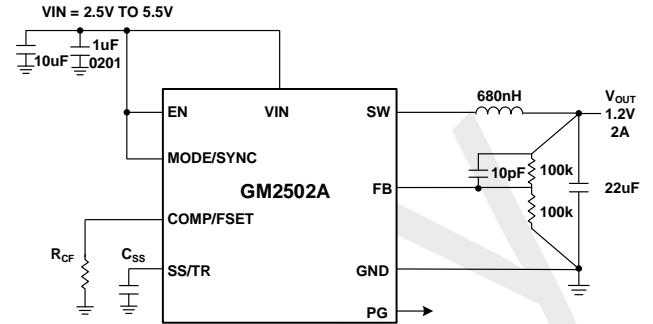 VIN = 2.5V TO 5.5V
10uF
1uF
0201
EN
VIN
SW
680nH
VOUT
1.2V
2A
MODE/SYNC
10pF
100k
GM2502A
FB
22uF
100k
COMP/FSET
RCF
CSS
SS/TR
GND
PG